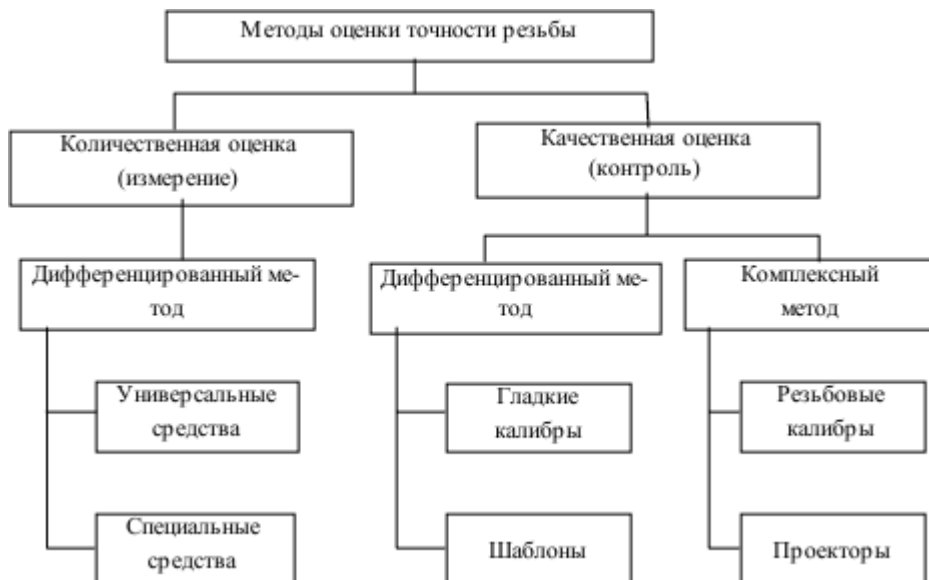 Методы оценки точности резьбы
Количественная оценка
(измерение)
Качественная оценка
(контроль)
Дифференцированный ме-
тод
Дифференцированный ме-
тод
Комплексный
метод
Универсальные
средства
Гладкие
калибры
Резьбовые
калибры
Специальные
средства
Шаблоны
Проекторы